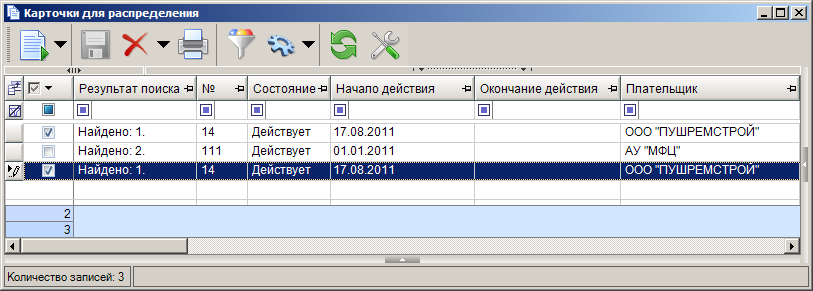 Карточки для распределения
Результат поиска № Состояние Начало действия Окончание действия Плательщик
Найдено: 1. 14 Действует 17.08.2011 ООО "ПУШРЕМСТРОЙ"
Найдено: 2. 111 Действует 01.01.2011 АУ "МФЦ"
Найдено: 1. 14 Действует 17.08.2011 ООО "ПУШРЕМСТРОЙ"
2
3
Количество записей: 3